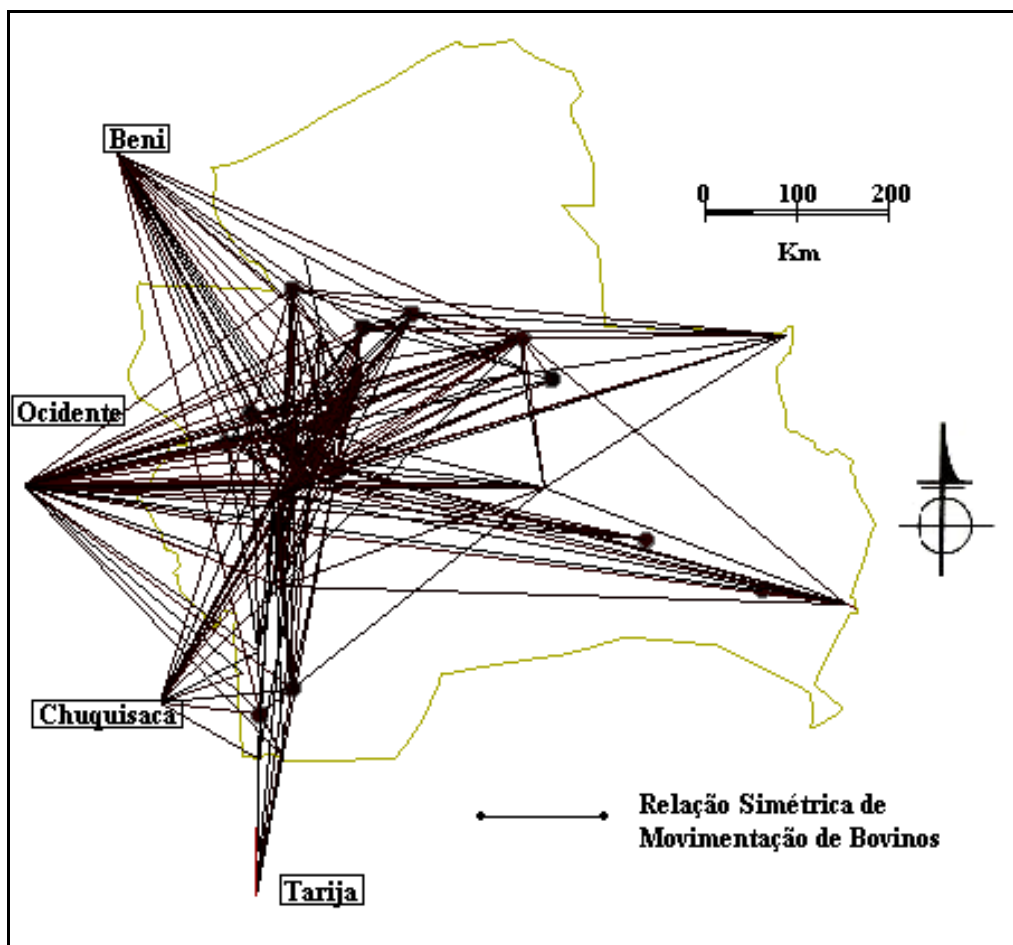 Beni
0 100 200
Km
Ocidente
Chuquisaca
Relação Simétrica de
Movimentação de Bovinos
Tarija